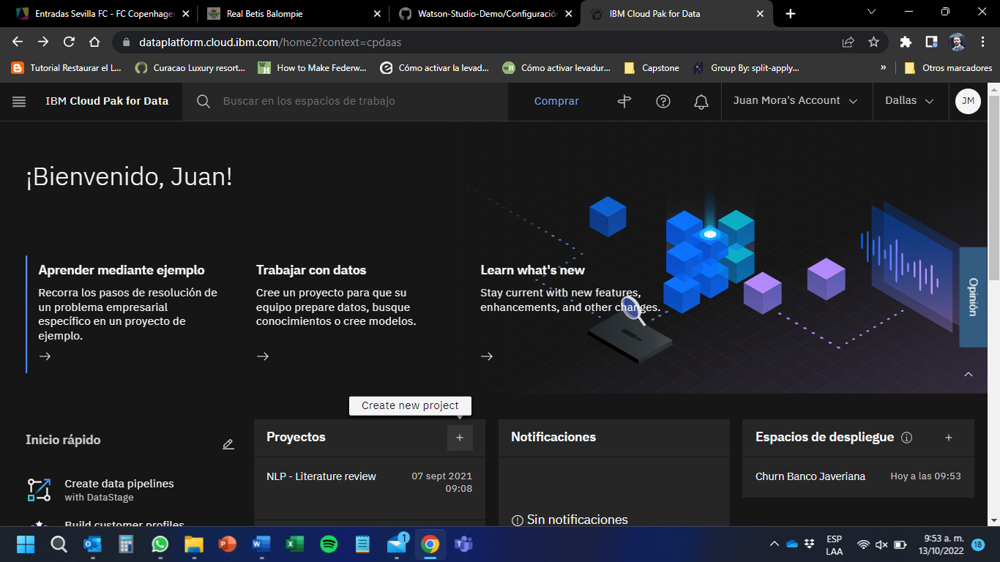 Entradas Sevilla FC - FC Copenhager
Real Betis Balompie
Watson-Studio-Demo/Configuración
IBM Cloud Pak for Data
dataplatform.cloud.ibm.com/home2?context=cpdaas
Tutorial Restaurar el L...
Curacao Luxury resort...
How to Make Federw...
Cómo activar la levad...
Cómo activar levadur...
Capstone
Group By: split-apply...
»
Otros marcadores
IBM Cloud Pak for Data
Buscar en los espacios de trabajo
Comprar
Juan Mora's Account
Dallas
JM
¡Bienvenido, Juan!
Aprender mediante ejemplo
Recorra los pasos de resolución de
un problema empresarial
específico en un proyecto de
ejemplo.
Trabajar con datos
Cree un proyecto para que su
equipo prepare datos, busque
conocimientos o cree modelos.
Learn what's new
Stay current with new features,
enhancements, and other changes.
Opinión
Create new project
Inicio rápido
Create data pipelines
with DataStage
Build customer profiles
Proyectos
+
NLP - Literature review
07 sept 2021
09:08
Notificaciones
Sin notificaciones
Espacios de despliegue
+
Churn Banco Javeriana
Hoy a las 09:53
1
ESP
LAA
9:53 a. m.
13/10/2022
18